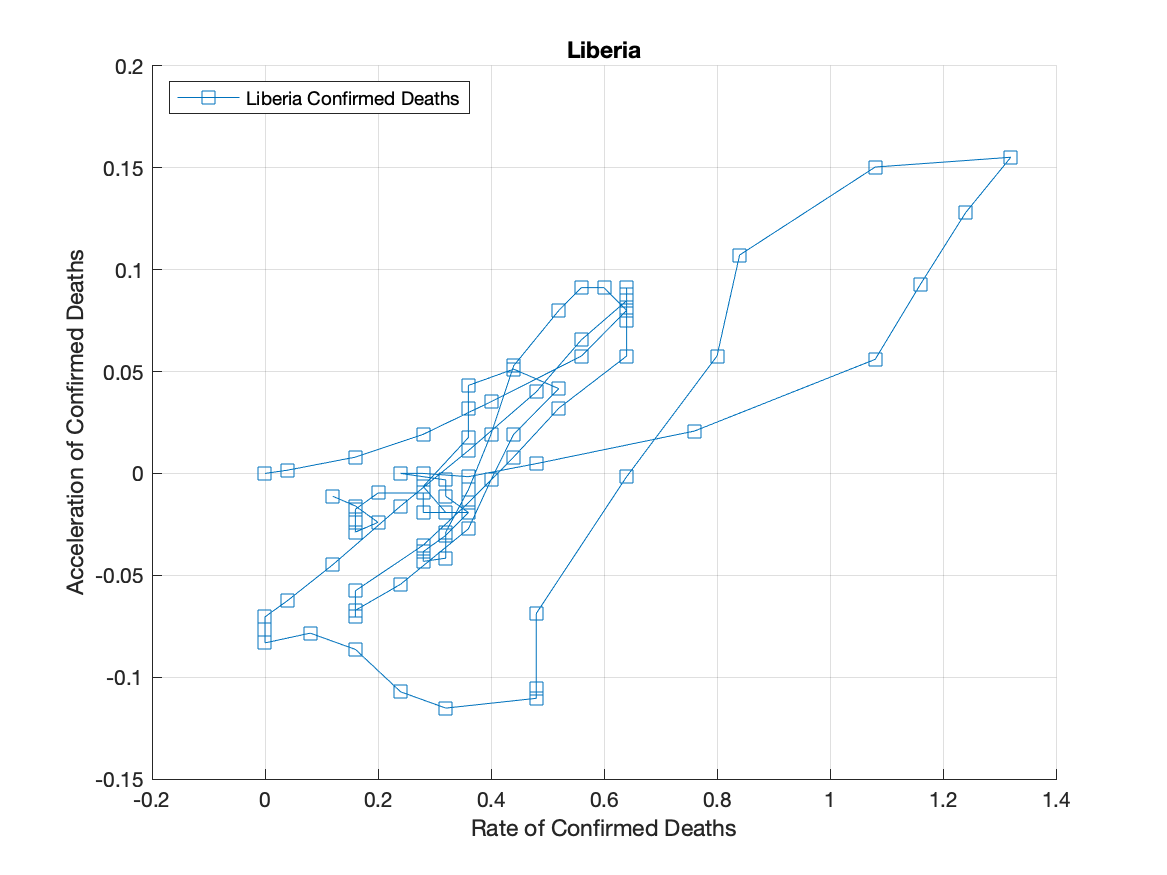 Liberia
Liberia Confirmed Deaths
0.2
0.15
0.1
0.05
0
-0.05
-0.1
-0.15
Acceleration of Confirmed Deaths
-0.2 0 0.2 0.4 0.6 0.8 1 1.2 1.4
Rate of Confirmed Deaths